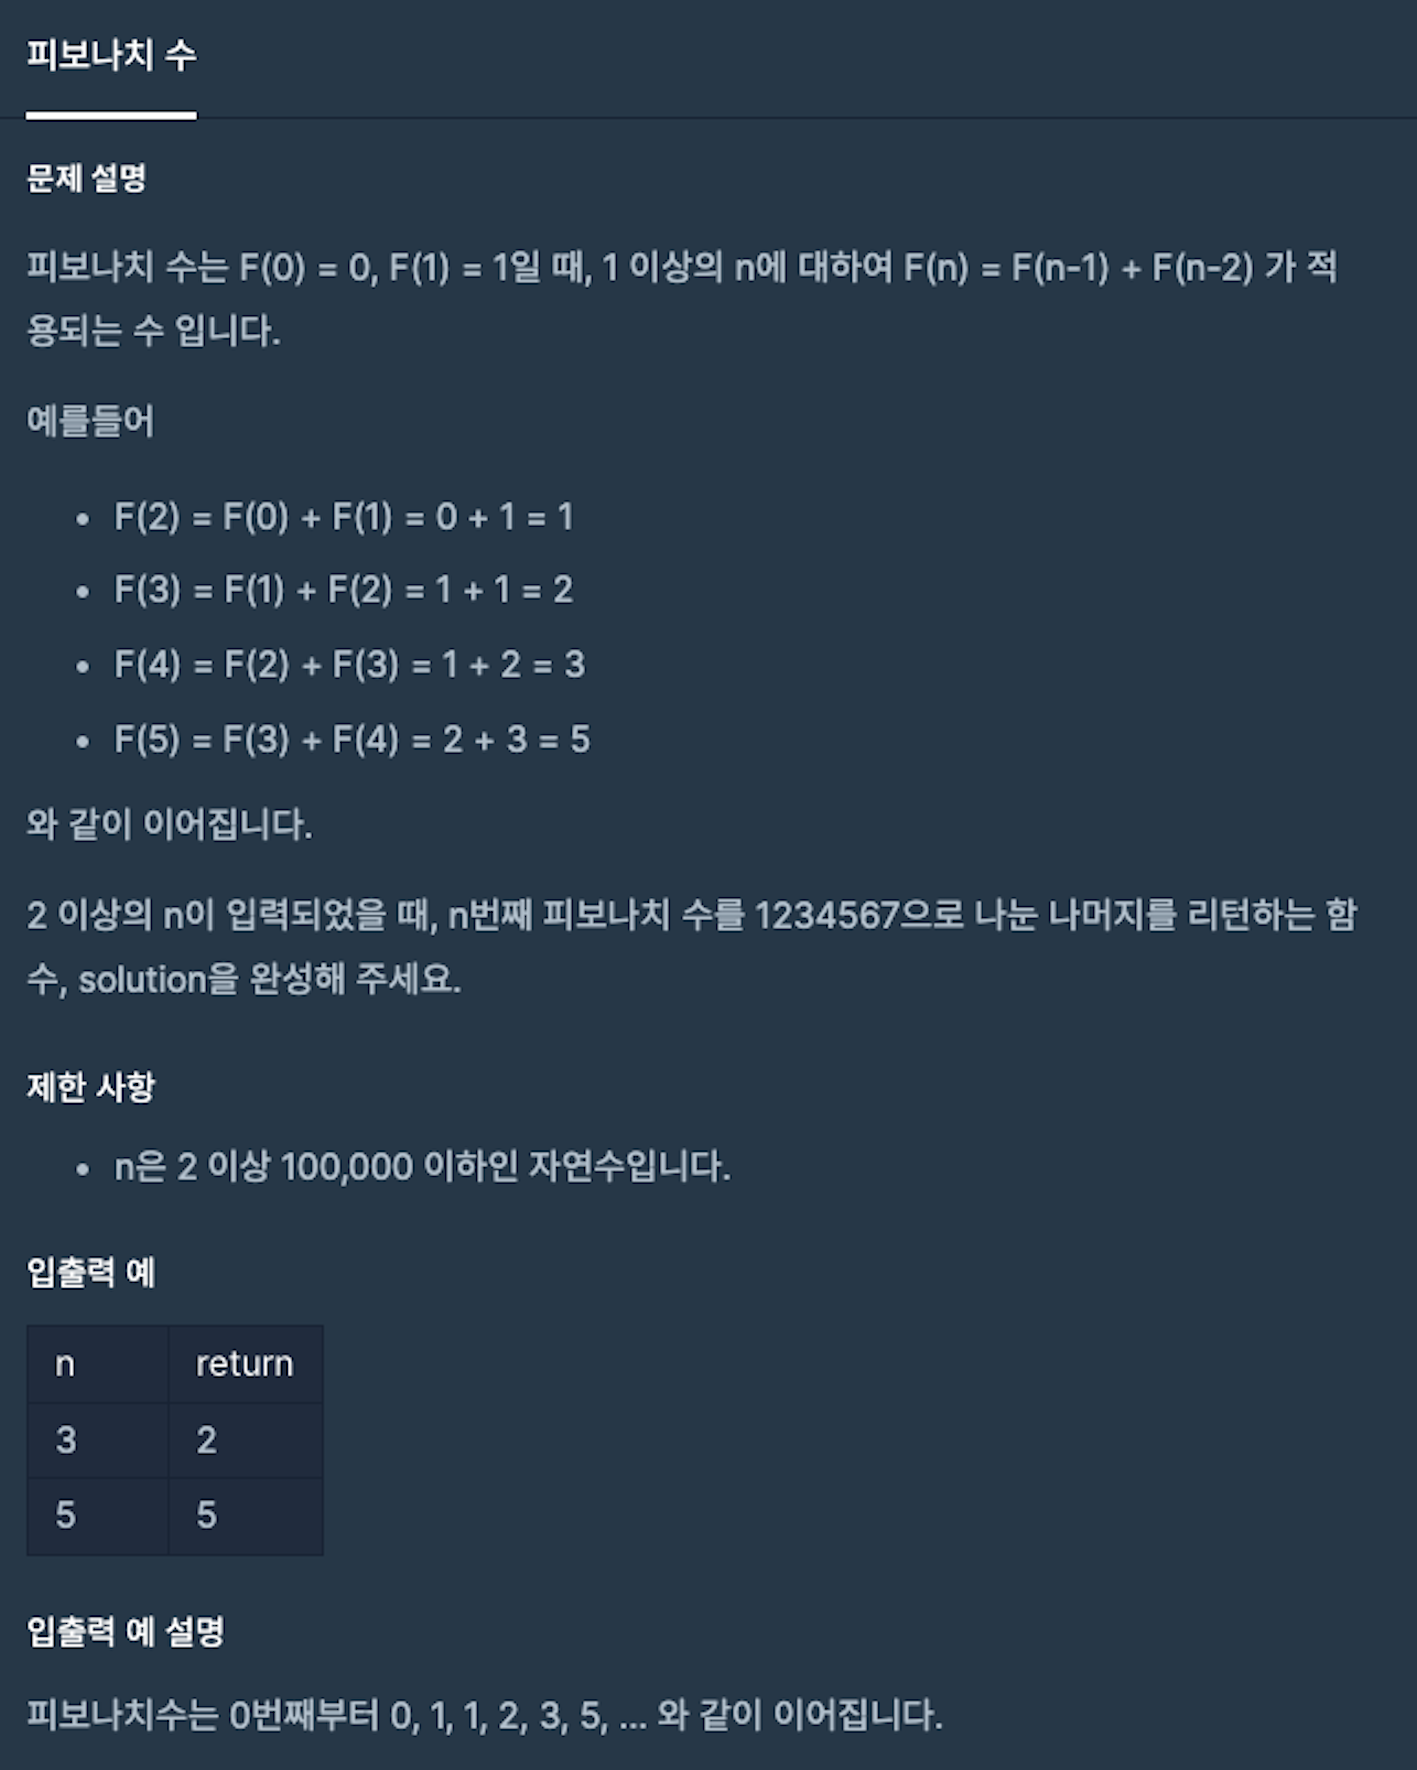 피보나치 수
문제 설명
피보나치 수는 F(0) = 0, F(1) = 1일 때, 1 이상의 n에 대하여 F(n) = F(n-1) + F(n-2) 가 적
용되는 수 입니다.
예를들어
• F(2) = F(0) + F(1) = 0 + 1 = 1
• F(3) = F(1) + F(2) = 1 + 1 = 2
• F(4) = F(2) + F(3) = 1 + 2 = 3
• F(5) = F(3) + F(4) = 2 + 3 = 5
와 같이 이어집니다.
2 이상의 n이 입력되었을 때, n번째 피보나치 수를 1234567으로 나눈 나머지를 리턴하는 함
수, solution을 완성해 주세요.
제한 사항
• n은 2 이상 100,000 이하인 자연수입니다.
입출력 예
n return
3 2
5 5
입출력 예 설명
피보나치수는 0번째부터 0, 1, 1, 2, 3, 5, ... 와 같이 이어집니다.